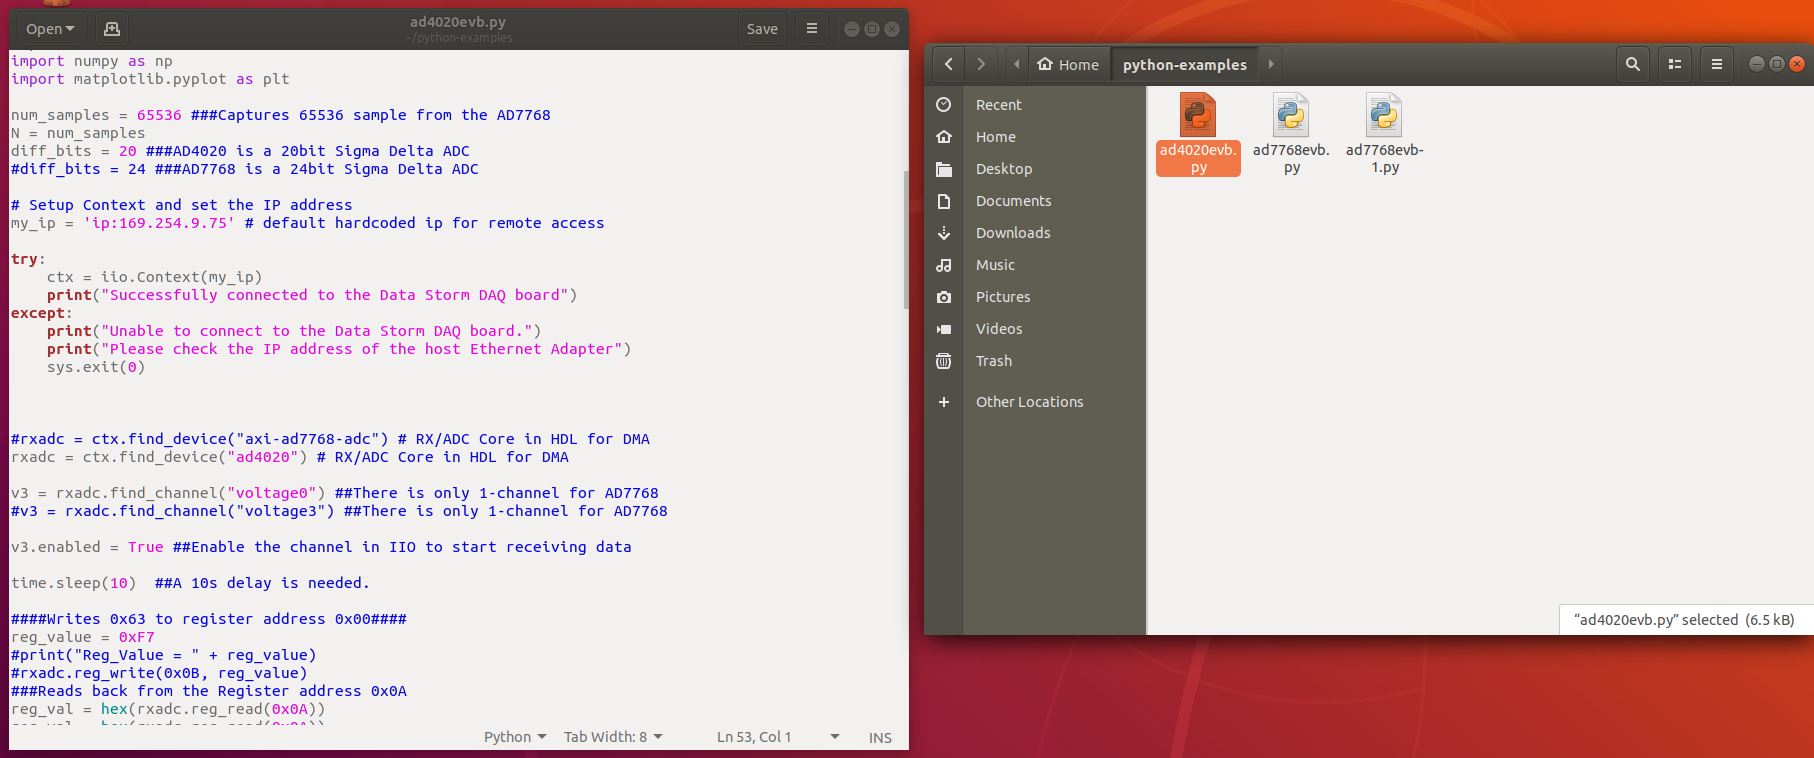 Open
ad4020evb.py
~/python-examples
Save
import numpy as np
import matplotlib.pyplot as plt
num_samples = 65536 ###Captures 65536 sample from the AD7768
N = num_samples
diff_bits = 20 ###AD4020 is a 20bit Sigma Delta ADC
#diff_bits = 24 ###AD7768 is a 24bit Sigma Delta ADC
# Setup Context and set the IP address
my_ip = 'ip:169.254.9.75' # default hardcoded ip for remote access
try:
    ctx = iio.Context(my_ip)
    print("Successfully connected to the Data Storm DAQ board")
except:
    print("Unable to connect to the Data Storm DAQ board.")
    print("Please check the IP address of the host Ethernet Adapter")
    sys.exit(0)
#rxadc = ctx.find_device("axi-ad7768-adc") # RX/ADC Core in HDL for DMA
rxadc = ctx.find_device("ad4020") # RX/ADC Core in HDL for DMA
v3 = rxadc.find_channel("voltage0") ##There is only 1-channel for AD7768
#v3 = rxadc.find_channel("voltage3") ##There is only 1-channel for AD7768
v3.enabled = True ##Enable the channel in IIO to start receiving data
time.sleep(10)  ##A 10s delay is needed.
####Writes 0x63 to register address 0x00####
reg_value = 0xF7
#print("Reg_Value = " + reg_value)
#rxadc.reg_write(0x0B, reg_value)
###Reads back from the Register address 0x0A
reg_val = hex(rxadc.reg_read(0x0A))
reg_val = hex(rxadc.reg_read(0x0A))
Python
Tab Width: 8
Ln 53, Col 1
INS
Home
python-examples
Recent
Home
Desktop
Documents
Downloads
Music
Pictures
Videos
Trash
Other Locations
ad4020evb.
py
ad7768evb.
py
ad7768evb-
1.py
“ad4020evb.py” selected (6.5 kB)